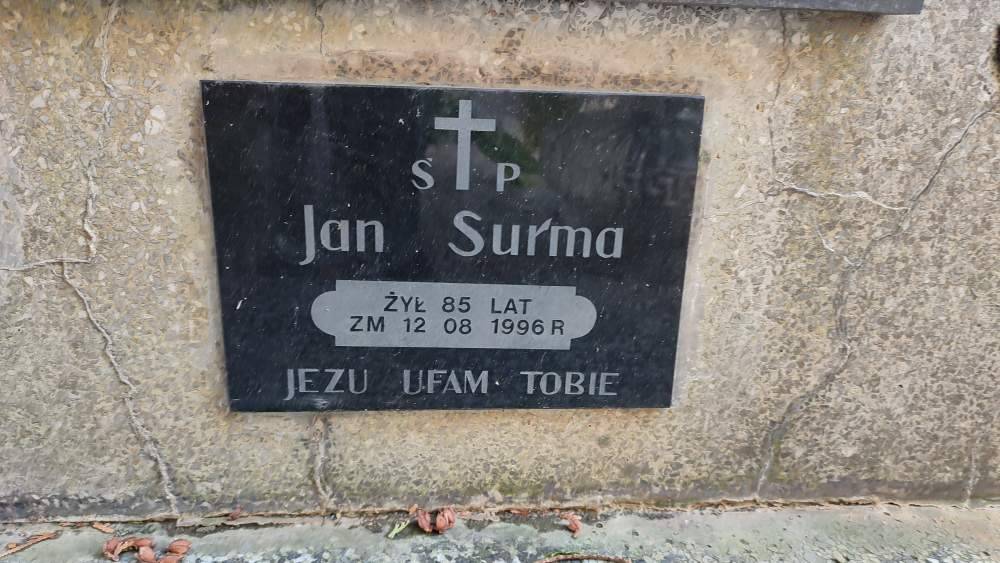 S P
Jan Surma
ŻYŁ 85 LAT
ZM 12 08 1996 R
JEZU UFAM TOBIE